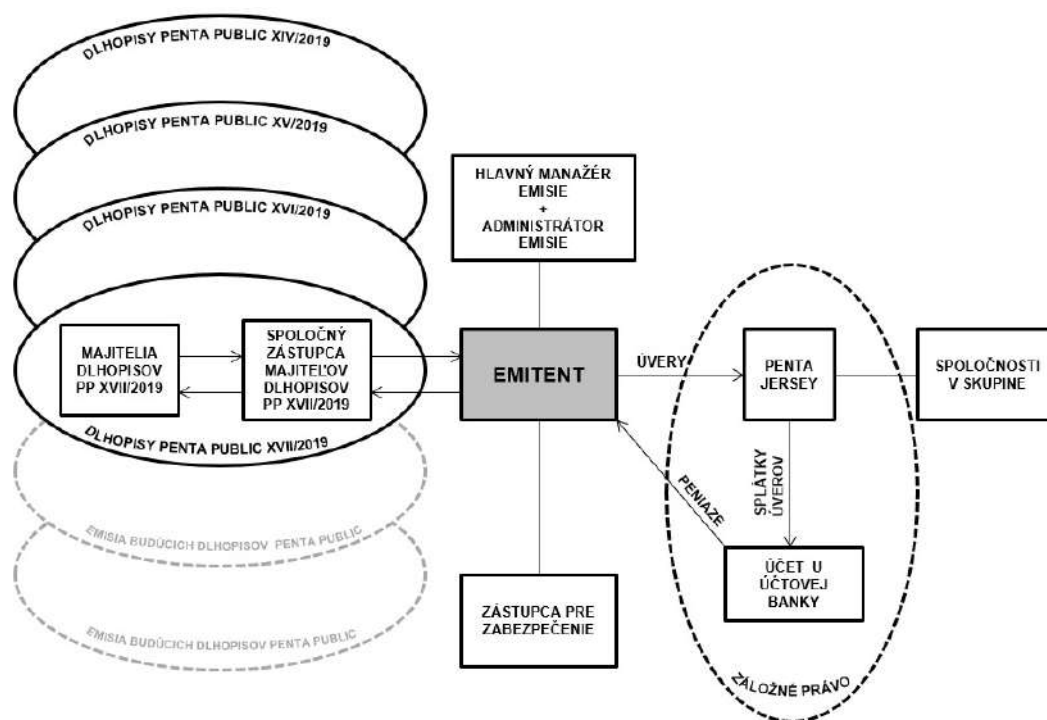 DLHOPISY PENTA PUBLIC XIV/2019
DLHOPISY PENTA PUBLIC XV/2019
DLHOPISY PENTA PUBLIC XVI/2019
HLAVNÝ MANAŽÉR
EMISIE
+
ADMINISTRÁTOR
EMISIE
MAJITELIA
DLHOPISOV
PP XVII/2019
SPOLOČNÝ
ZÁSTUPCA
MAJITEĽOV
DLHOPISOV
PP XVII/2019
EMITENT
ÚVERY
PENTA
JERSEY
SPOLOČNOSTI
V SKUPINE
DLHOPISY PENTA PUBLIC XVII/2019
PENIAZE
SPLÁTKY
ÚVEROV
EMISIA BUDÚCICH DLHOPISOV PENTA PUBLIC
ÚČET U
ÚČTOVEJ
BANKY
ZÁSTUPCA PRE
ZABEZPEČENIE
EMISIA BUDÚCICH DLHOPISOV PENTA PUBLIC
ZÁLOŽNÉ PRÁVO